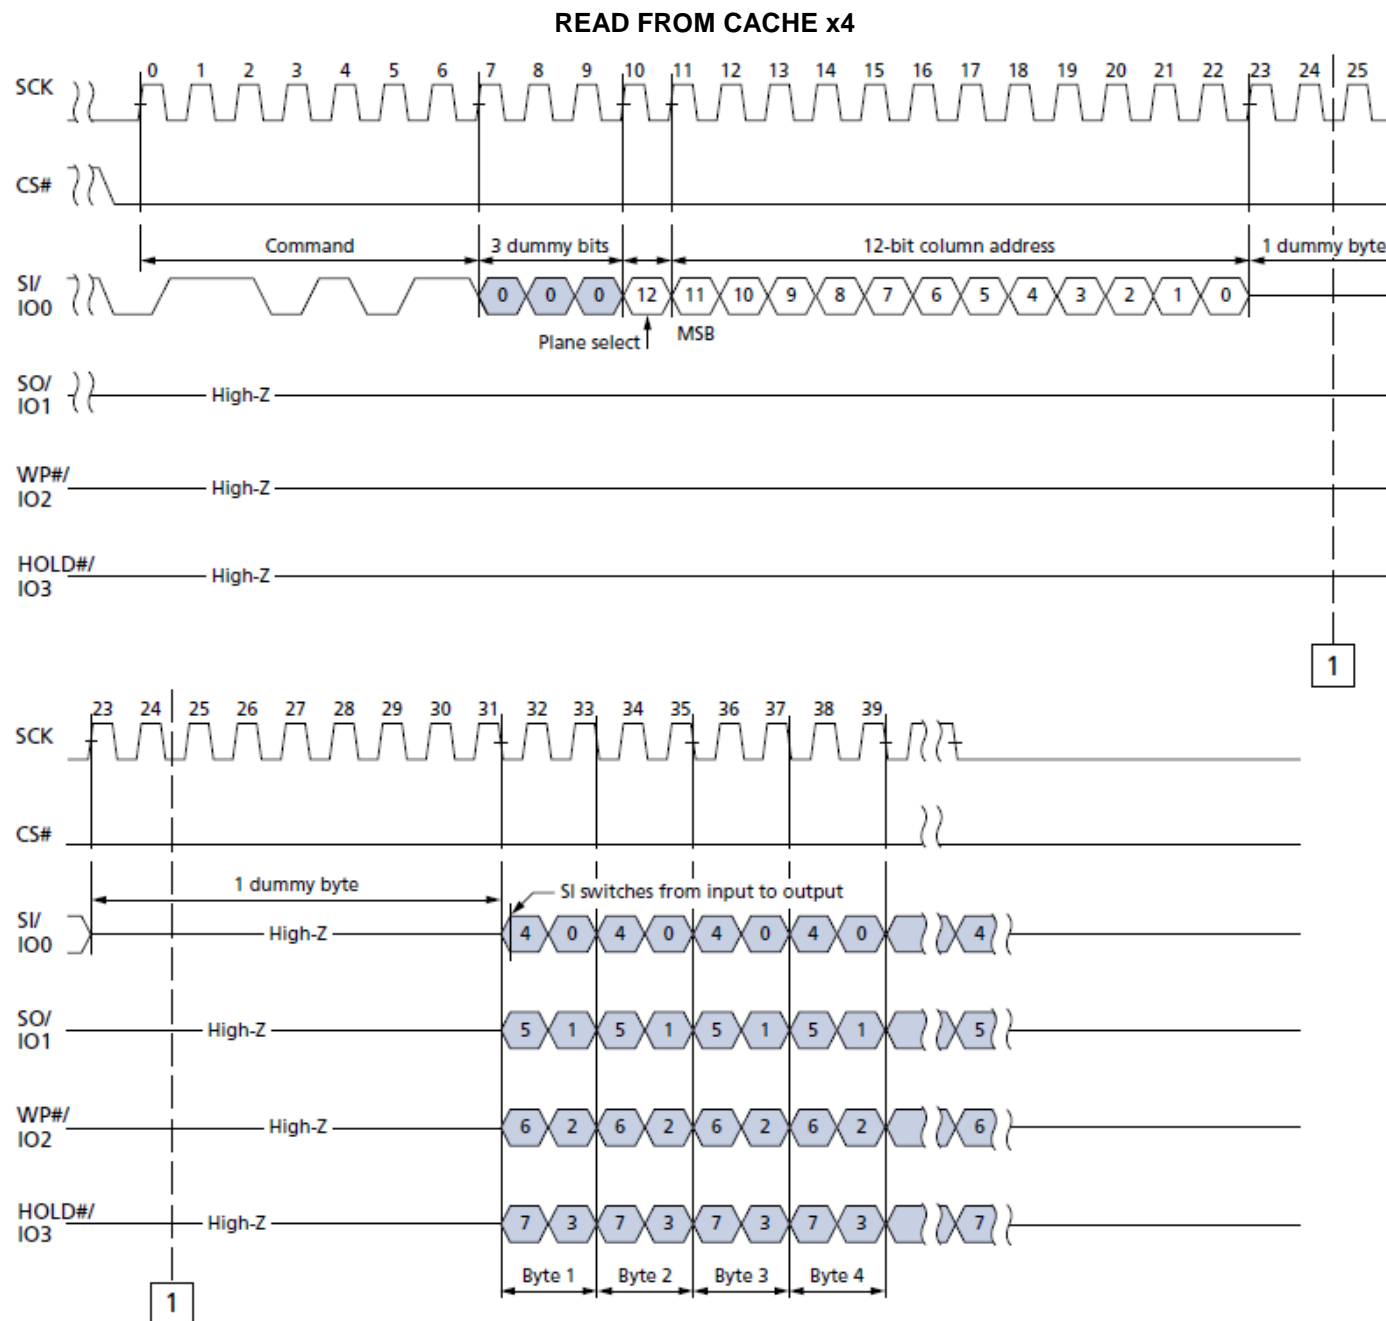 READ FROM CACHE x4
0 1 2 3 4 5 6 7 8 9 10 11 12 13 14 15 16 17 18 19 20 21 22 23 24 25
SCK
CS#
Command 3 dummy bits 12-bit column address 1 dummy byte
SI/
IO0
0 0 0 12 11 10 9 8 7 6 5 4 3 2 1 0
Plane select MSB
SO/
IO1
High-Z
WP#/
IO2
High-Z
HOLD#/
IO3
High-Z
1
23 24 25 26 27 28 29 30 31 32 33 34 35 36 37 38 39
SCK
CS#
1 dummy byte
SI switches from input to output
SI/
IO0
High-Z 4 0 4 0 4 0 4 0 4
SO/
IO1
High-Z 5 1 5 1 5 1 5 1 5
WP#/
IO2
High-Z 6 2 6 2 6 2 6 2 6
HOLD#/
IO3
High-Z 7 3 7 3 7 3 7 3 7
Byte 1 Byte 2 Byte 3 Byte 4
1